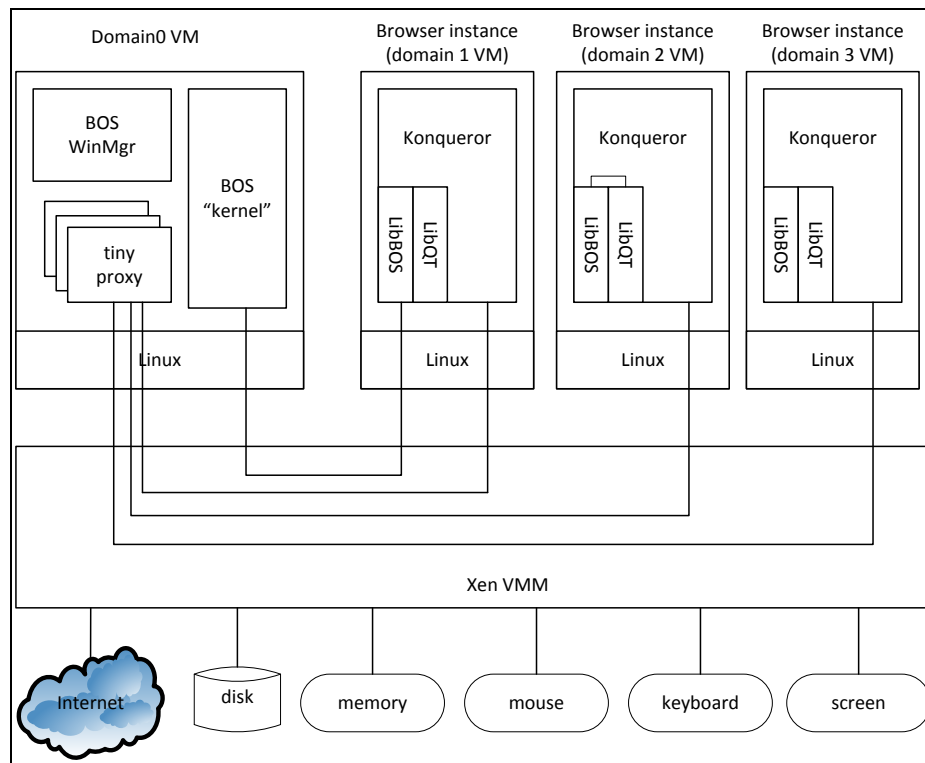 Domain0 VM
Browser instance
(domain 1 VM)
Browser instance
(domain 2 VM)
Browser instance
(domain 3 VM)
BOS
WinMgr
BOS
“kernel”
tiny
proxy
Linux
Konqueror
LibBOS
LibQT
Linux
Konqueror
LibBOS
LibQT
Linux
Konqueror
LibBOS
LibQT
Linux
Xen VMM
Internet
disk
memory
mouse
keyboard
screen